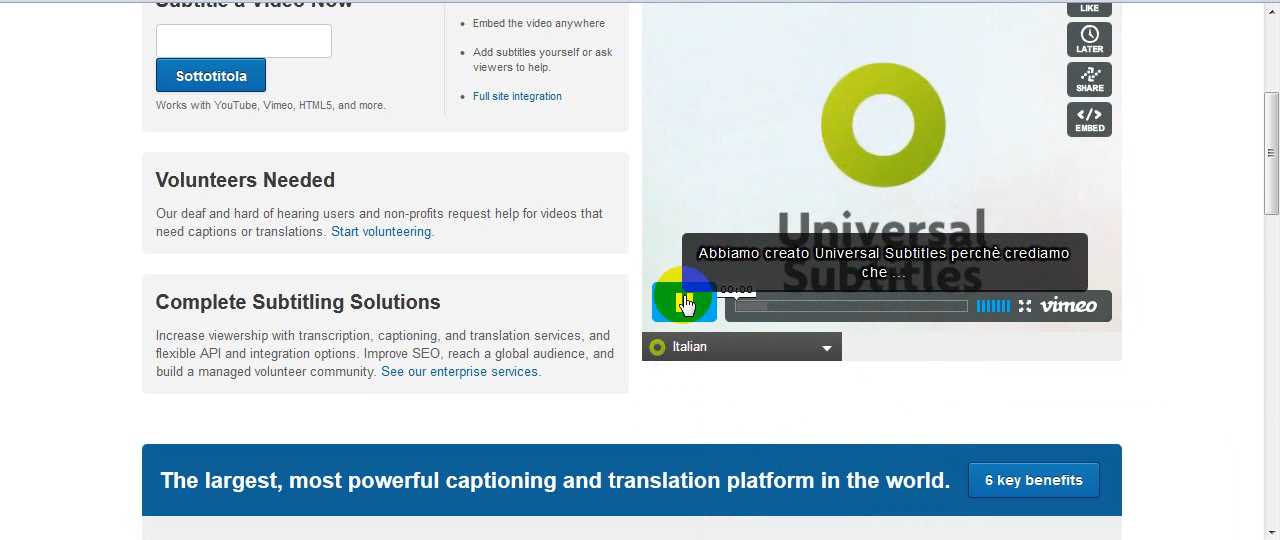 Subtitle a Video Now
Sottotitola
Works with YouTube, Vimeo, HTML5, and more.
• Embed the video anywhere
• Add subtitles yourself or ask
viewers to help.
• Full site integration
Volunteers Needed
Our deaf and hard of hearing users and non-profits request help for videos that
need captions or translations. Start volunteering.
Complete Subtitling Solutions
Increase viewership with transcription, captioning, and translation services, and
flexible API and integration options. Improve SEO, reach a global audience, and
build a managed volunteer community. See our enterprise services.
LIKE
LATER
SHARE
EMBED
Universal
Subtitles
Abbiamo creato Universal Subtitles perchè crediamo
che ...
00:00
vimeo
Italian
The largest, most powerful captioning and translation platform in the world.
6 key benefits